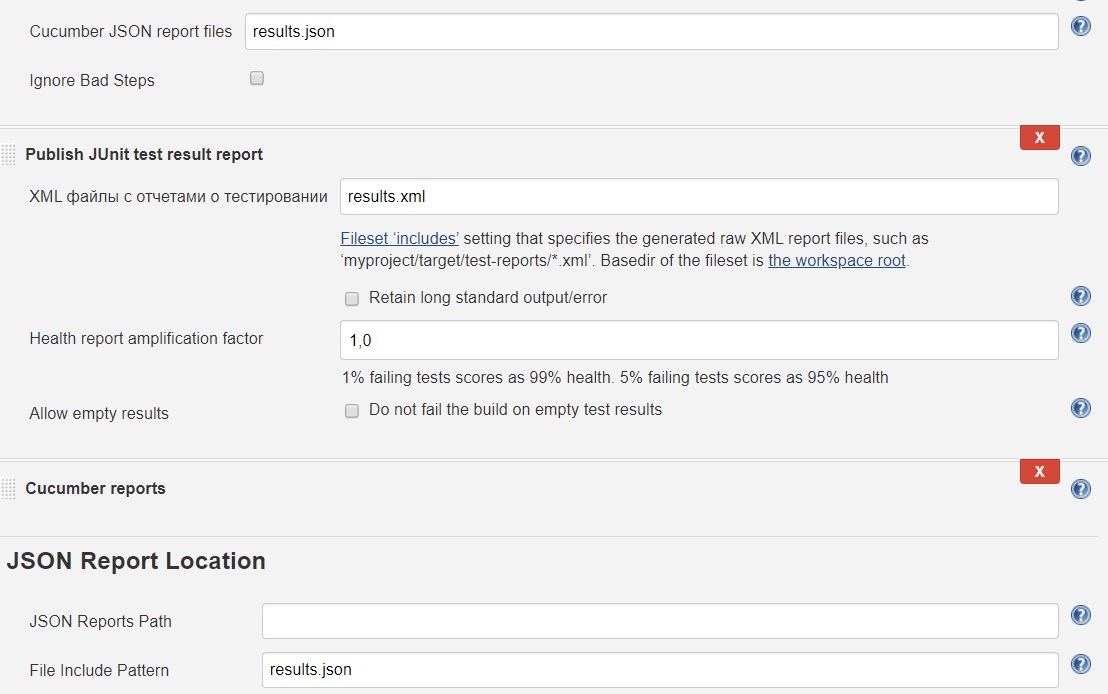 Cucumber JSON report files results.json
Ignore Bad Steps
X
Publish JUnit test result report
XML файлы с отчетами о тестировании results.xml
Fileset ‘includes’ setting that specifies the generated raw XML report files, such as
‘myproject/target/test-reports/*.xml’. Basedir of the fileset is the workspace root.
Retain long standard output/error
Health report amplification factor 1,0
1% failing tests scores as 99% health. 5% failing tests scores as 95% health
Allow empty results Do not fail the build on empty test results
X
Cucumber reports
JSON Report Location
JSON Reports Path
File Include Pattern results.json